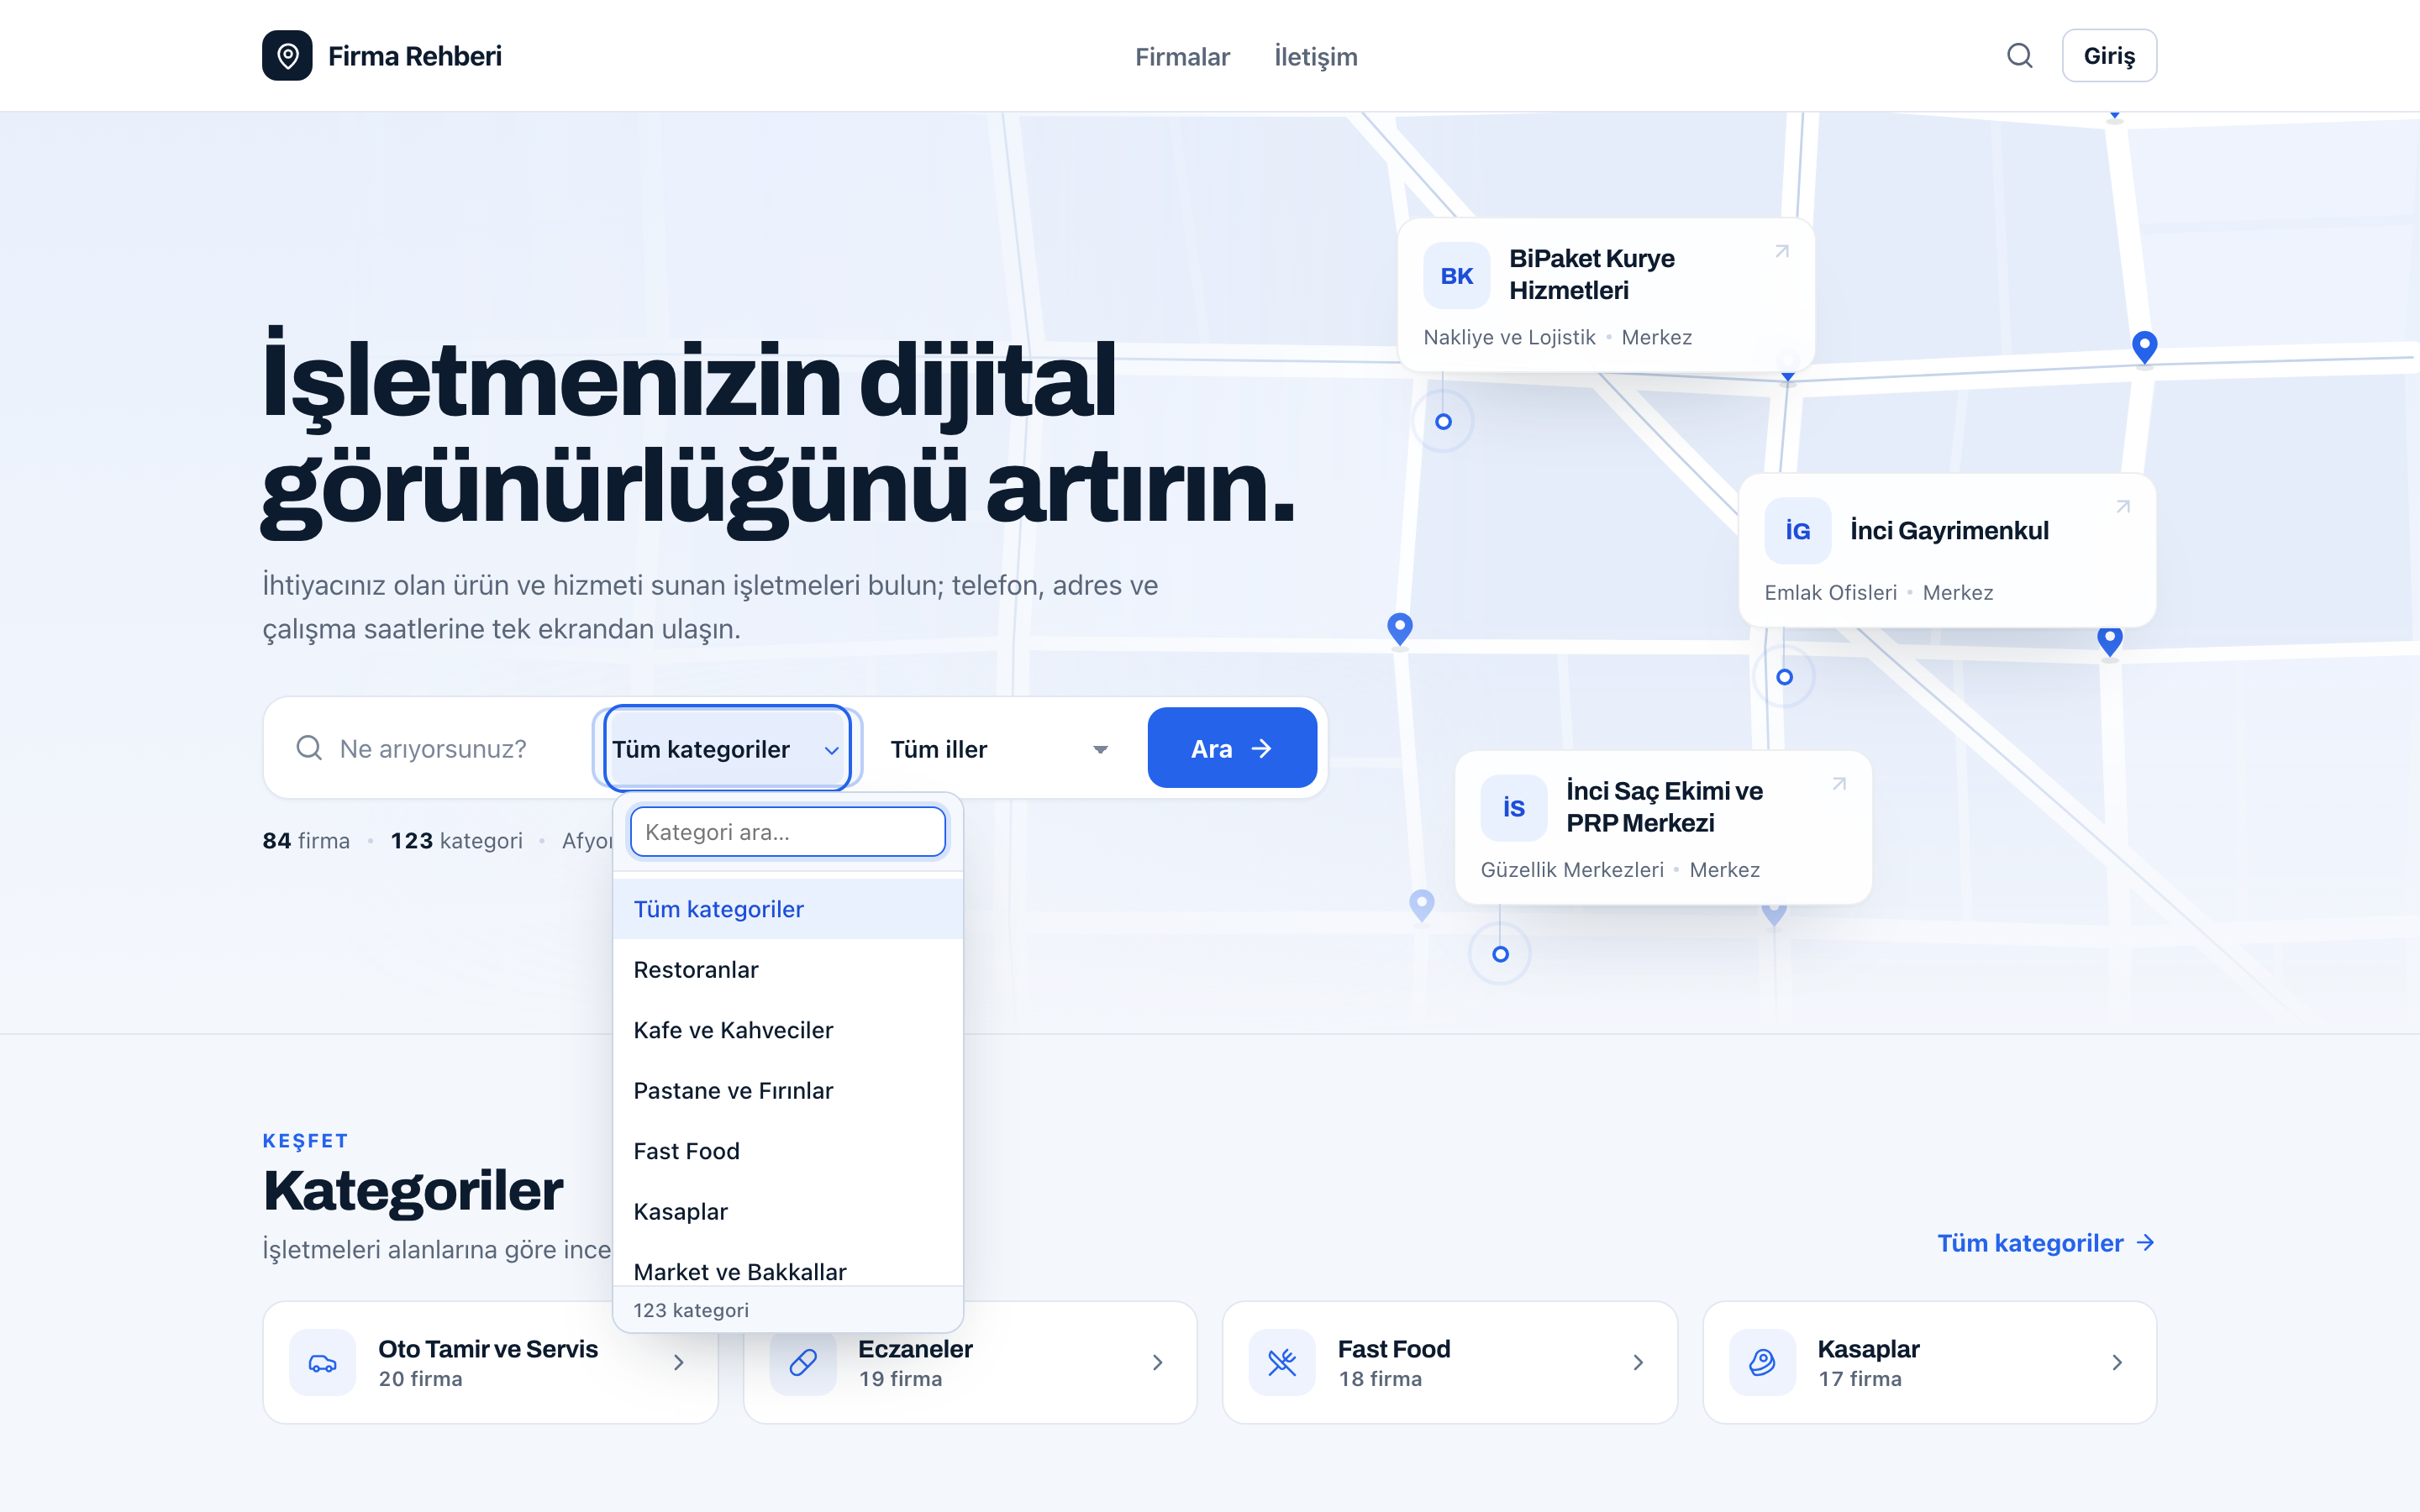 Firma Rehberi
Firmalar
İletişim
Giriş
İşletmenizin dijital
görünürlüğünü artırın.
İhtiyacınız olan ürün ve hizmeti sunan işletmeleri bulun; telefon, adres ve
çalışma saatlerine tek ekrandan ulaşın.
Ne arıyorsunuz?
Tüm kategoriler
Tüm iller
Ara
84 firma • 123 kategori •
Kategori ara...
Tüm kategoriler
Restoranlar
Kafe ve Kahveciler
Pastane ve Fırınlar
Fast Food
Kasaplar
Market ve Bakkallar
123 kategori
BK
BiPaket Kurye
Hizmetleri
Nakliye ve Lojistik • Merkez
İG
İnci Gayrimenkul
Emlak Ofisleri • Merkez
İS
İnci Saç Ekimi ve
PRP Merkezi
Güzellik Merkezleri • Merkez
KEŞFET
Kategoriler
İşletmeleri alanlarına göre
Tüm kategoriler
Oto Tamir ve Servis
20 firma
Eczaneler
19 firma
Fast Food
18 firma
Kasaplar
17 firma